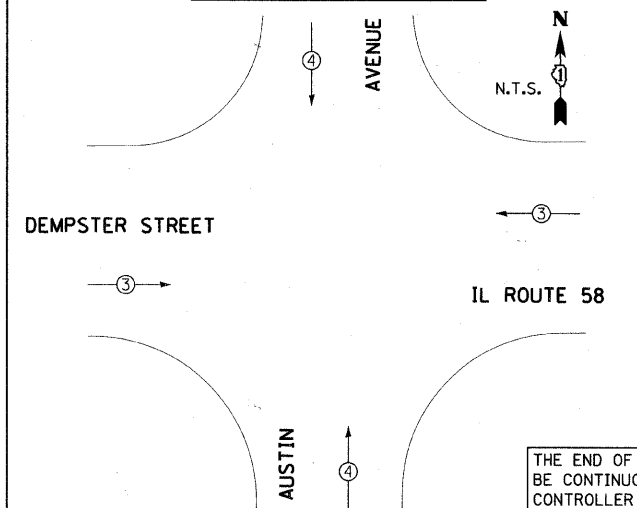 N
④
AVENUE
1
N.T.S.
DEMPSTER STREET
③
③
IL ROUTE 58
AUSTIN
④
THE END OF
BE CONTINUO
CONTROLLER